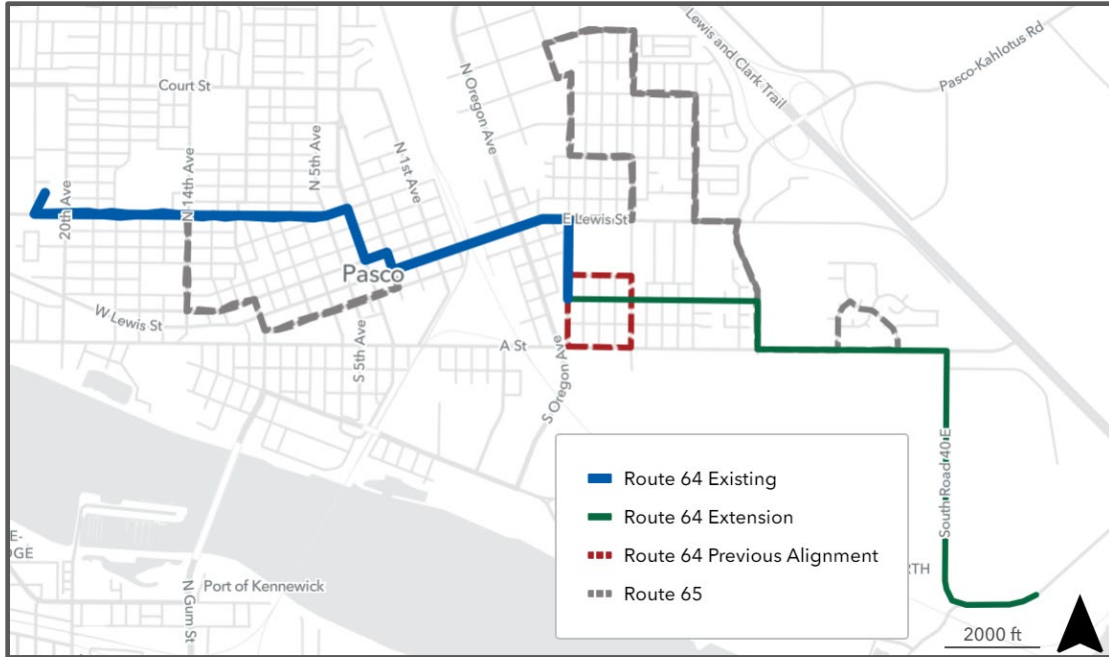 Lewis and Clark Trail
Pasco-Kahlotus Rd
N Oregon Ave
Court St
N 5th Ave
N 1st Ave
20th Ave
N 14th Ave
E Lewis St
Pasco
W Lewis St
S 5th Ave
A St
S Oregon Ave
South Road 40 E
Route 64 Existing
Route 64 Extension
Route 64 Previous Alignment
Route 65
E-
OGE
RTH
Port of Kennewick
N Gum St
2000 ft